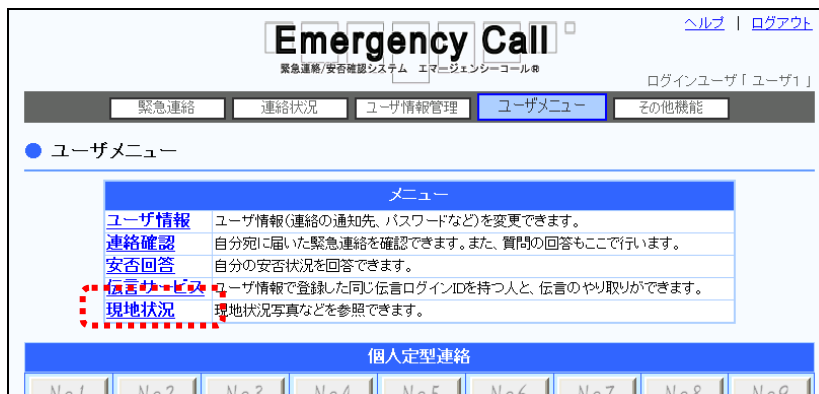 ヘルプ | ログアウト
Emergency Call
緊急連絡/安否確認システム エマージェンシーコール®
ログインユーザ「 ユーザ1 」
緊急連絡 連絡状況 ユーザ情報管理 ユーザメニュー その他機能
ユーザメニュー
メニュー
ユーザ情報 ユーザ情報(連絡の通知先、パスワードなど)を変更できます。
連絡確認 自分宛に届いた緊急連絡を確認できます。また、質問の回答もここで行います。
安否回答 自分の安否状況を回答できます。
伝言サービス ユーザ情報で登録した同じ伝言ログインIDを持つ人と、伝言のやり取りができます。
現地状況 現地状況写真などを参照できます。
個人定型連絡
No1 No2 No3 No4 No5 No6 No7 No8 No9